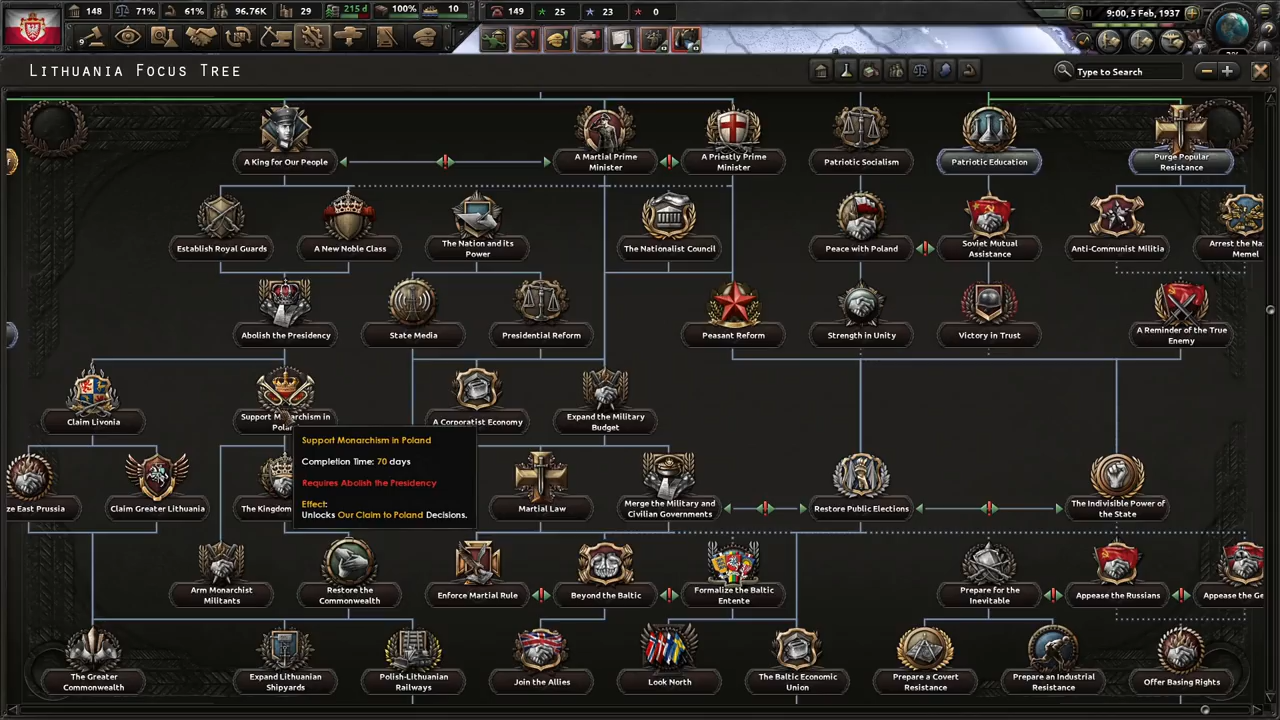 148 71% 61% 96.76K 29 215 d 100% 10 149 25 23 0 9:00, 5 Feb, 1937
9
LITHUANIA FOCUS TREE
Type to Search
A King for Our People
A Martial Prime Minister
A Priestly Prime Minister
Patriotic Socialism
Patriotic Education
Purge Popular Resistance
Establish Royal Guards
A New Noble Class
The Nation and its Power
The Nationalist Council
Peace with Poland
Soviet Mutual Assistance
Anti-Communist Militia
Arrest the Na
Memel
Abolish the Presidency
State Media
Presidential Reform
Peasant Reform
Strength in Unity
Victory in Trust
A Reminder of the True Enemy
Claim Livonia
Support Monarchism in
A Corporatist Economy
Expand the Military Budget
Support Monarchism in Poland
Completion Time: 70 days
Requires Abolish the Presidency
Effect:
Unlocks Our Claim to Poland Decisions.
ze East Prussia
Claim Greater Lithuania
The Kingdom
Martial Law
Merge the Military and Civilian Governments
Restore Public Elections
The Indivisible Power of the State
Arm Monarchist Militants
Restore the Commonwealth
Enforce Martial Rule
Beyond the Baltic
Formalize the Baltic Entente
Prepare for the Inevitable
Appease the Russians
Appease the Ge
The Greater Commonwealth
Expand Lithuanian Shipyards
Polish-Lithuanian Railways
Join the Allies
Look North
The Baltic Economic Union
Prepare a Covert Resistance
Prepare an Industrial Resistance
Offer Basing Rights